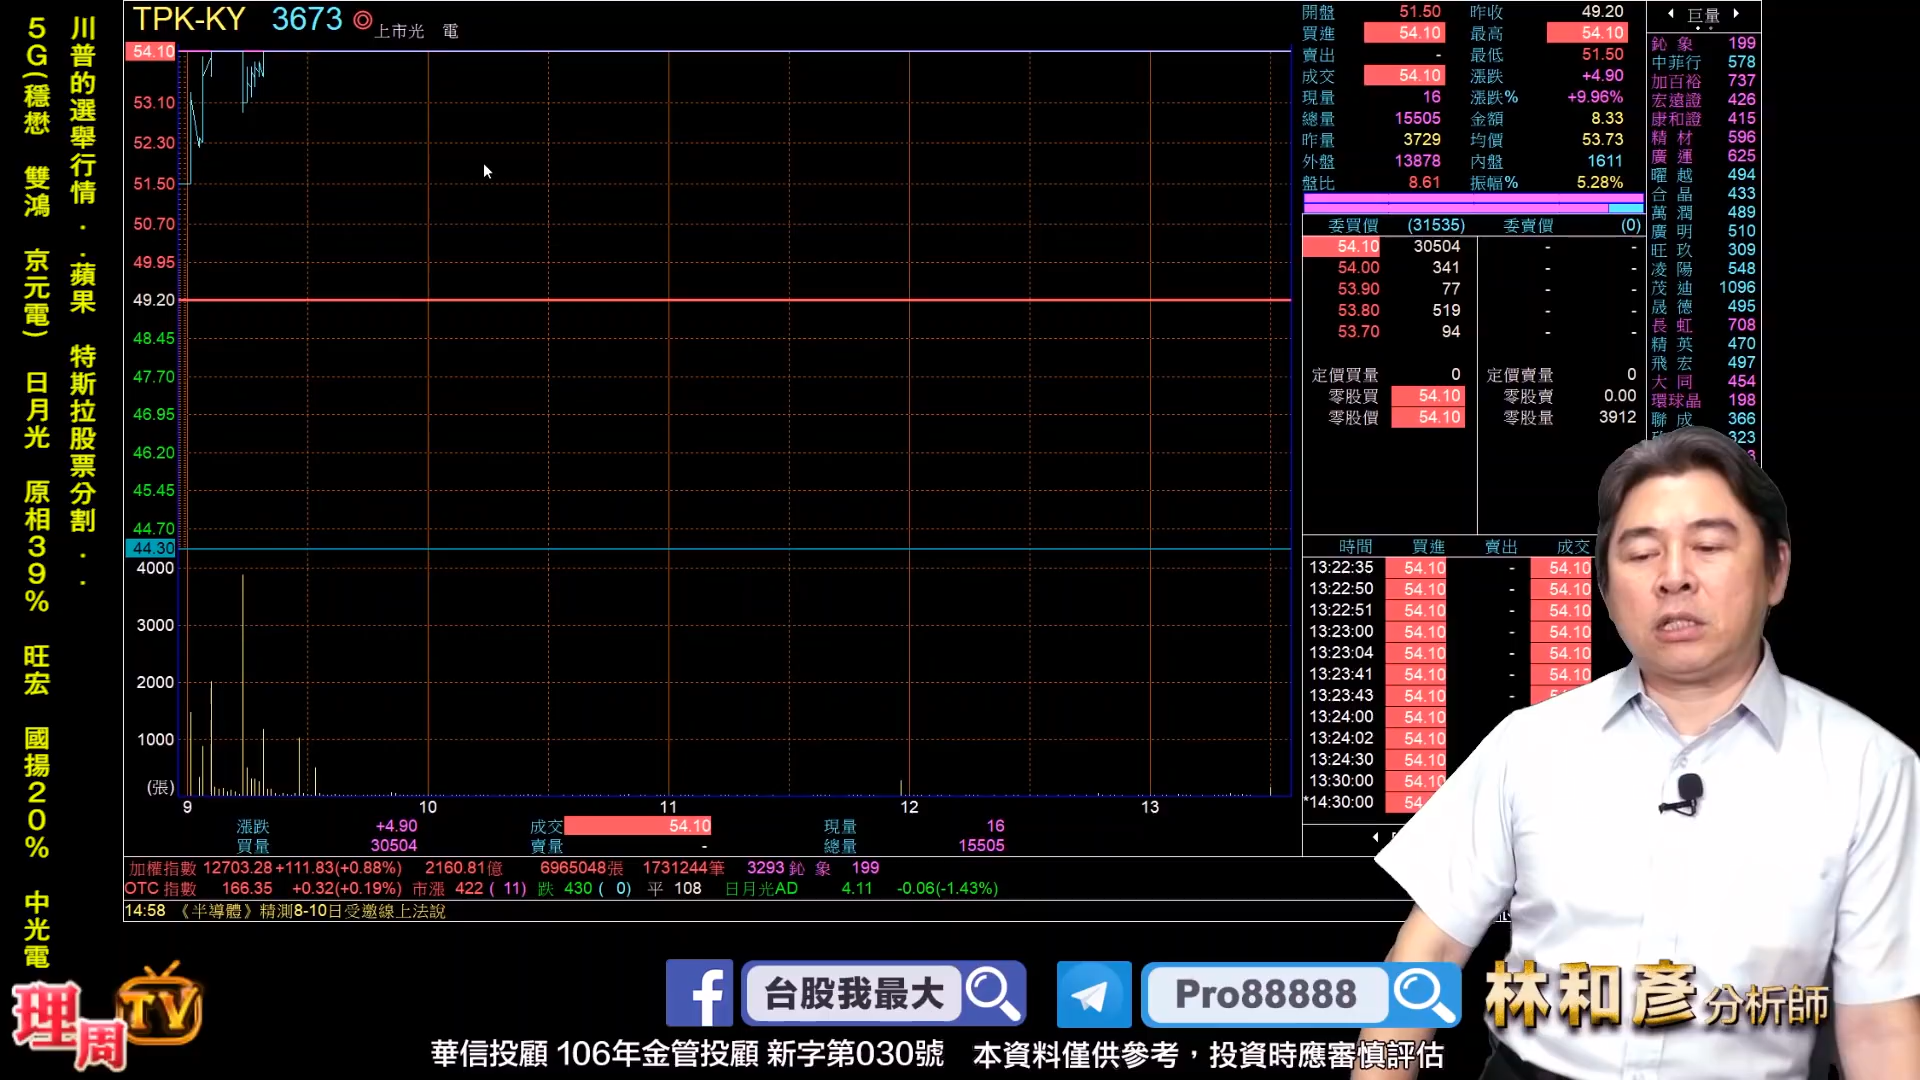 川普的選舉行情．．蘋果　特斯拉股票分割．．
５Ｇ(穩懋　雙鴻　京元電)　日月光　原相３９%　旺宏　國揚２０%　中光電
TPK-KY 3673 ◎ 上市光　電
54.10
53.10
52.30
51.50
50.70
49.95
49.20
48.45
47.70
46.95
46.20
45.45
44.70
44.30
4000
3000
2000
1000
(張)
9 10 11 12 13
漲跌 +4.90 成交 54.10 現量 16
買量 30504 賣量 - 總量 15505
加權指數 12703.28 +111.83(+0.88%) 2160.81億 6965048張 1731244筆 3293 鈊 象 199
OTC 指數 166.35 +0.32(+0.19%) 市漲 422 ( 11) 跌 430 ( 0) 平 108 日月光AD 4.11 -0.06(-1.43%)
14:58 《半導體》精測8-10日受邀線上法說
開盤 51.50 昨收 49.20
買進 54.10 最高 54.10
賣出 - 最低 51.50
成交 54.10 漲跌 +4.90
現量 16 漲跌% +9.96%
總量 15505 金額 8.33
昨量 3729 均價 53.73
外盤 13878 內盤 1611
盤比 8.61 振幅% 5.28%
委買價 (31535) 委賣價 (0)
54.10 30504 - -
54.00 341 - -
53.90 77 - -
53.80 519 - -
53.70 94 - -
定價買量 0 定價賣量 0
零股買 54.10 零股賣 0.00
零股價 54.10 零股量 3912
時間 買進 賣出 成交
13:22:35 54.10 - 54.10
13:22:50 54.10 - 54.10
13:22:51 54.10 - 54.10
13:23:00 54.10 - 54.10
13:23:04 54.10 - 54.10
13:23:41 54.10 - 54.10
13:23:43 54.10 -
13:24:00 54.10 -
13:24:02 54.10 -
13:24:30 54.10
13:30:00 54.10
*14:30:00 54
巨量
鈊 象 199
中菲行 578
加百裕 737
宏遠證 426
康和證 415
精 材 596
廣 運 625
曜 越 494
合 晶 433
萬 潤 489
廣 明 510
旺 玖 309
凌 陽 548
茂 迪 1096
晟 德 495
長 虹 708
精 英 470
飛 宏 497
大 同 454
環球晶 198
聯 成 366
323
理周TV
台股我最大
Pro88888
林和彥 分析師
華信投顧 106年金管投顧 新字第030號　本資料僅供參考，投資時應審慎評估